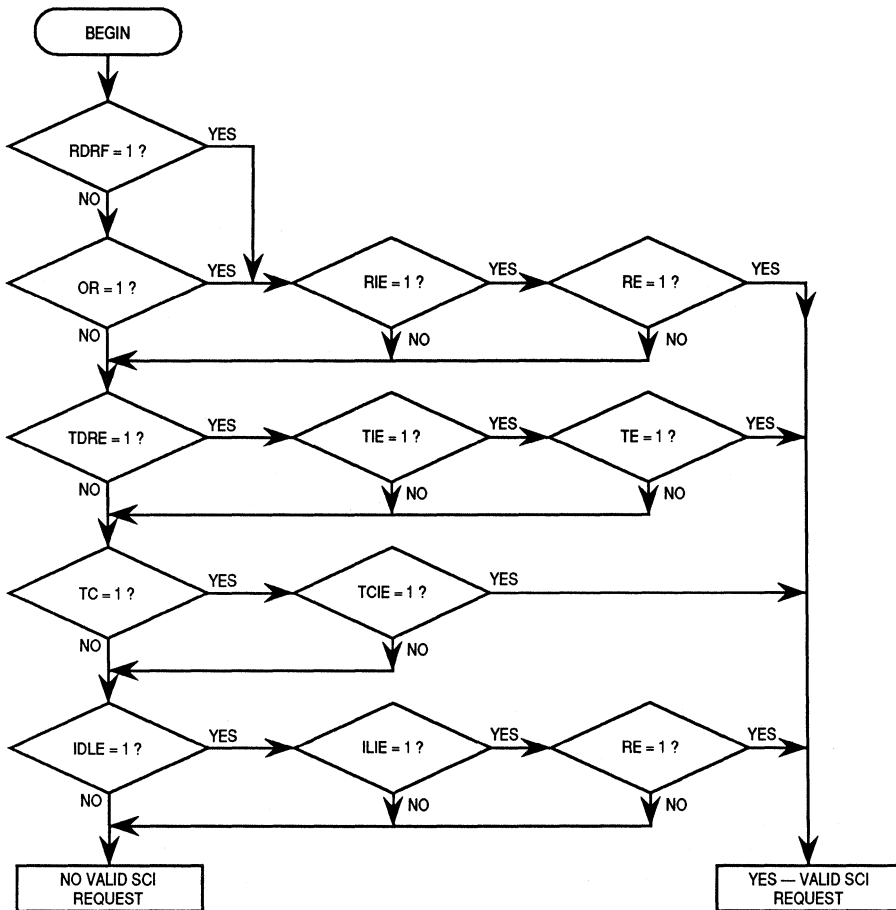 BEGIN
RDRF = 1 ?
YES
NO
OR = 1 ?
YES
RIE = 1 ?
YES
RE = 1 ?
YES
NO
NO
NO
TDRE = 1 ?
YES
TIE = 1 ?
YES
TE = 1 ?
YES
NO
NO
NO
TC = 1 ?
YES
TCIE = 1 ?
YES
NO
NO
IDLE = 1 ?
YES
ILIE = 1 ?
YES
RE = 1 ?
YES
NO
NO
NO
NO VALID SCI
REQUEST
YES — VALID SCI
REQUEST